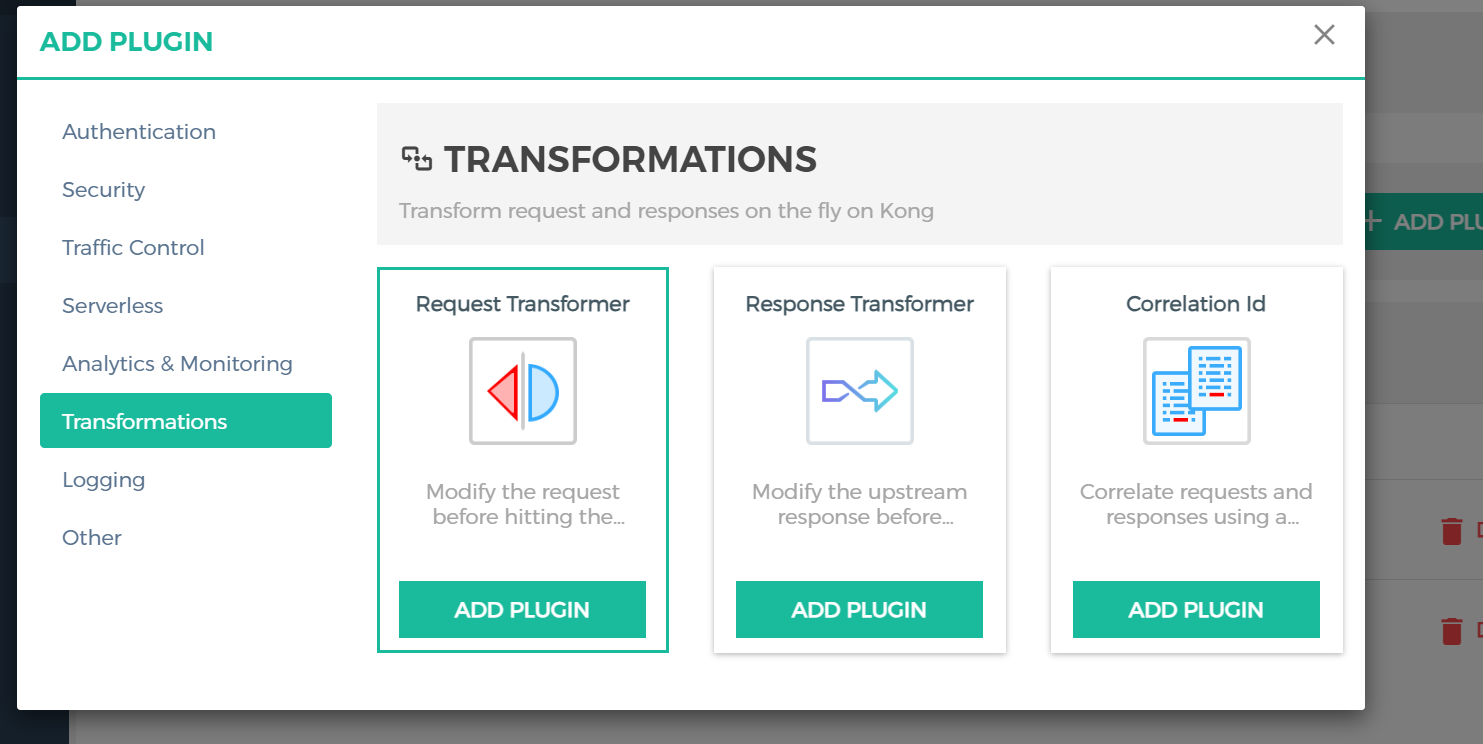 ADD PLUGIN
Authentication
Security
Traffic Control
Serverless
Analytics & Monitoring
Transformations
Logging
Other
TRANSFORMATIONS
Transform request and responses on the fly on Kong
Request Transformer
Modify the request
before hitting the...
ADD PLUGIN
Response Transformer
Modify the upstream
response before...
ADD PLUGIN
Correlation Id
Correlate requests and
responses using a...
ADD PLUGIN
+ ADD PLU